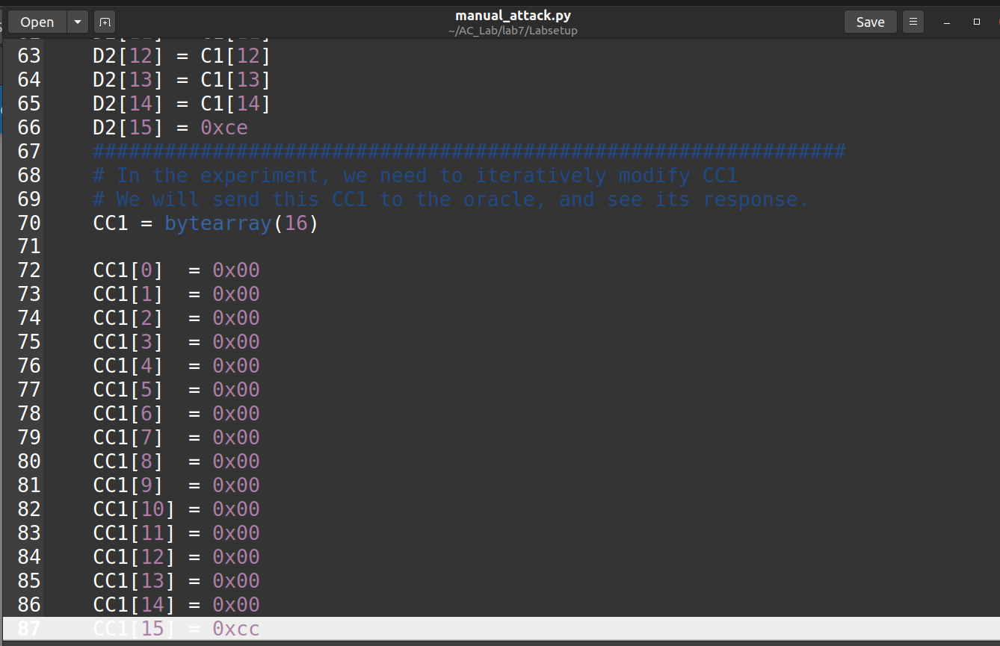 Open
manual_attack.py
~/AC_Lab/lab7/Labsetup
Save
63 D2[12] = C1[12]
64 D2[13] = C1[13]
65 D2[14] = C1[14]
66 D2[15] = 0xce
67 ###############################################################
68 # In the experiment, we need to iteratively modify CC1
69 # We will send this CC1 to the oracle, and see its response.
70 CC1 = bytearray(16)
71
72 CC1[0]  = 0x00
73 CC1[1]  = 0x00
74 CC1[2]  = 0x00
75 CC1[3]  = 0x00
76 CC1[4]  = 0x00
77 CC1[5]  = 0x00
78 CC1[6]  = 0x00
79 CC1[7]  = 0x00
80 CC1[8]  = 0x00
81 CC1[9]  = 0x00
82 CC1[10] = 0x00
83 CC1[11] = 0x00
84 CC1[12] = 0x00
85 CC1[13] = 0x00
86 CC1[14] = 0x00
87 CC1[15] = 0xcc